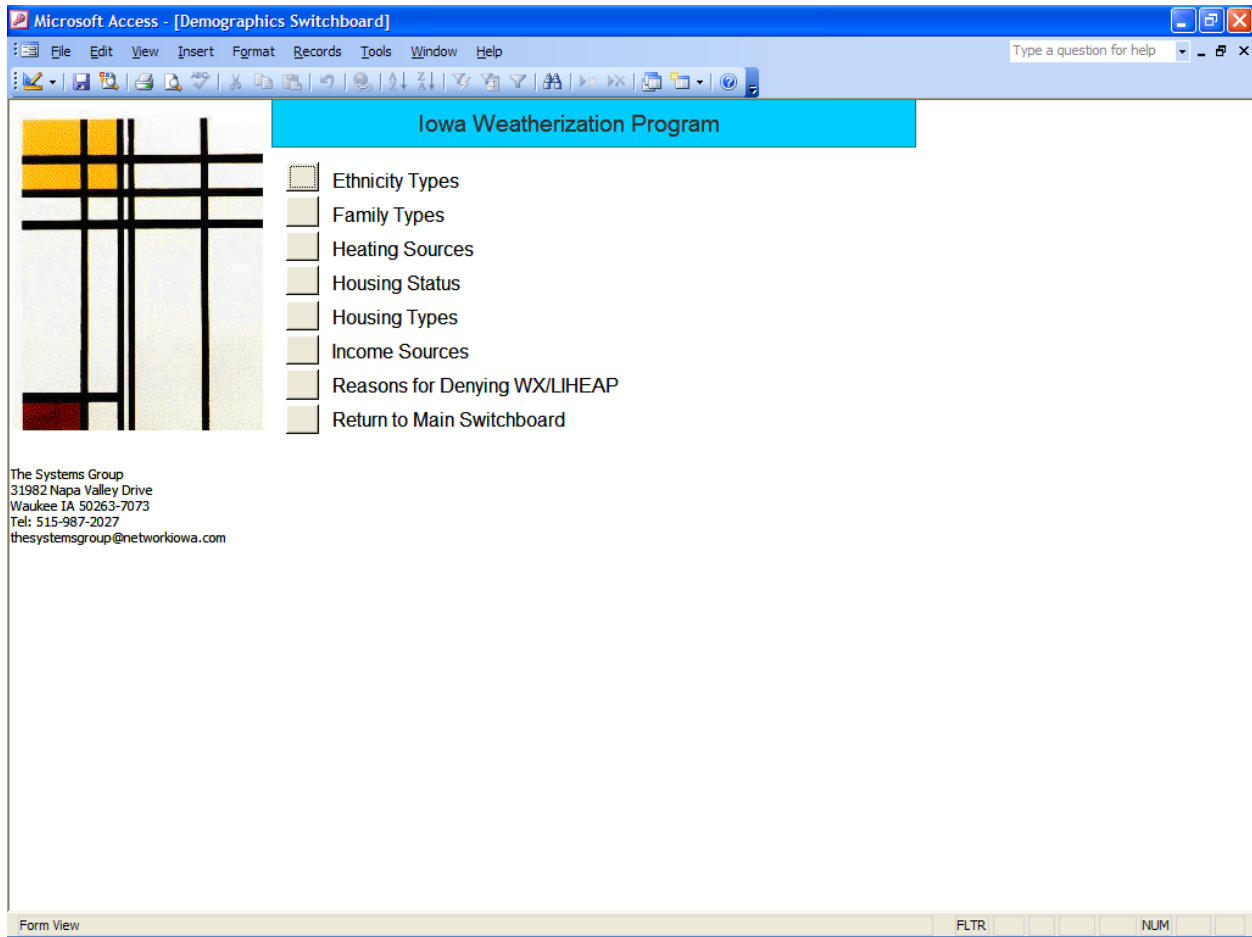 Microsoft Access - [Demographics Switchboard]
File Edit View Insert Format Records Tools Window Help
Type a question for help
Iowa Weatherization Program
Ethnicity Types
Family Types
Heating Sources
Housing Status
Housing Types
Income Sources
Reasons for Denying WX/LIHEAP
Return to Main Switchboard
The Systems Group
31982 Napa Valley Drive
Waukee IA 50263-7073
Tel: 515-987-2027
thesystemsgroup@networkiowa.com
Form View FLTR NUM